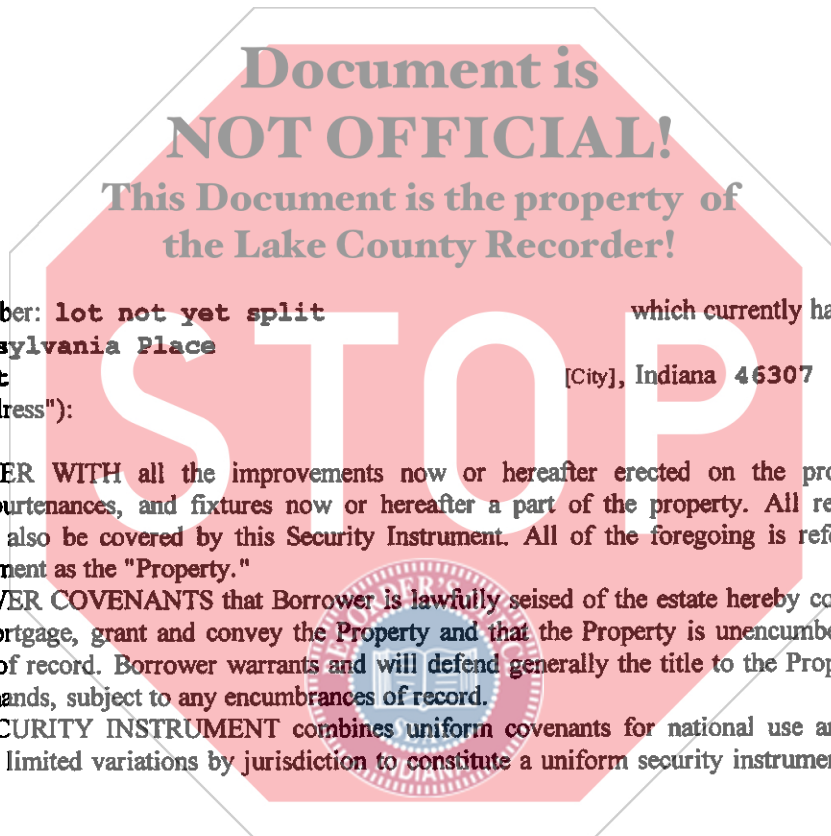 Document is
NOT OFFICIAL!
This Document is the property of
the Lake County Recorder!
STOP
ber: lot not yet split which currently ha
sylvania Place
t [City], Indiana 46307
ress"):
ER WITH all the improvements now or hereafter erected on the pro
urtenances, and fixtures now or hereafter a part of the property. All re
also be covered by this Security Instrument. All of the foregoing is refe
ment as the "Property."
VER COVENANTS that Borrower is lawfully seised of the estate hereby co
ortgage, grant and convey the Property and that the Property is unencumbe
of record. Borrower warrants and will defend generally the title to the Prop
ands, subject to any encumbrances of record.
CURITY INSTRUMENT combines uniform covenants for national use an
limited variations by jurisdiction to constitute a uniform security instrumen